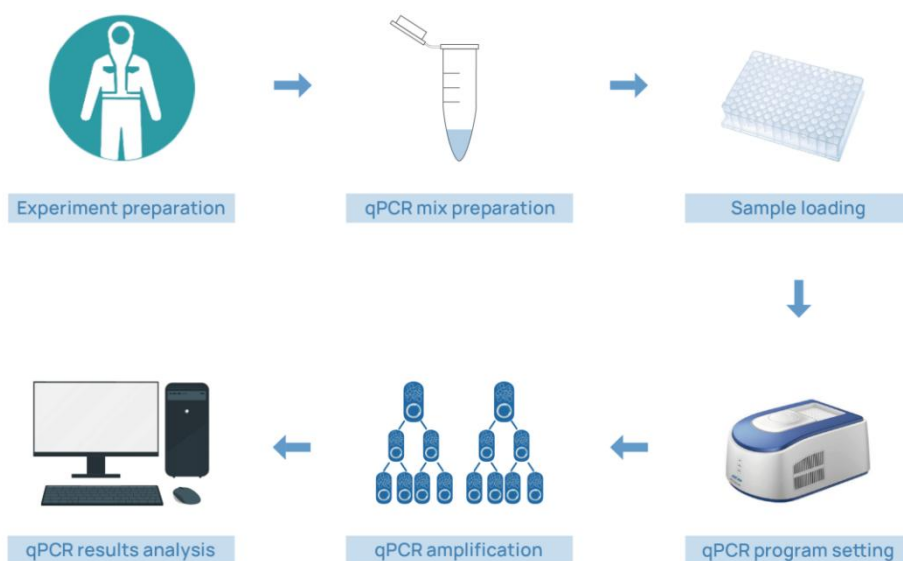 Experiment preparation
qPCR mix preparation
Sample loading
qPCR results analysis
qPCR amplification
qPCR program setting